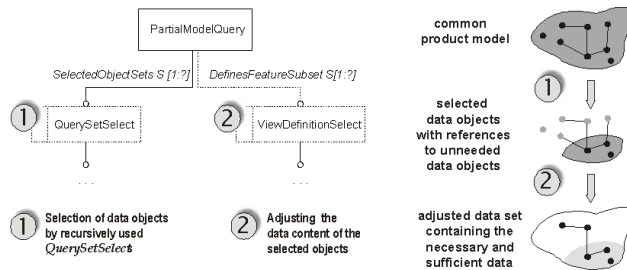 PartialModelQuery
SelectedObjectSets S [1:?]
DefinesFeatureSubset S[1:?]
1
QuerySetSelect
2
ViewDefinitionSelect
. . .
. . .
1
Selection of data objects
by recursively used
QuerySetSelects
2
Adjusting the
data content of the
selected objects
common
product model
1
selected
data objects
with references
to unneeded
data objects
2
adjusted data set
containing the
necessary and
sufficient data